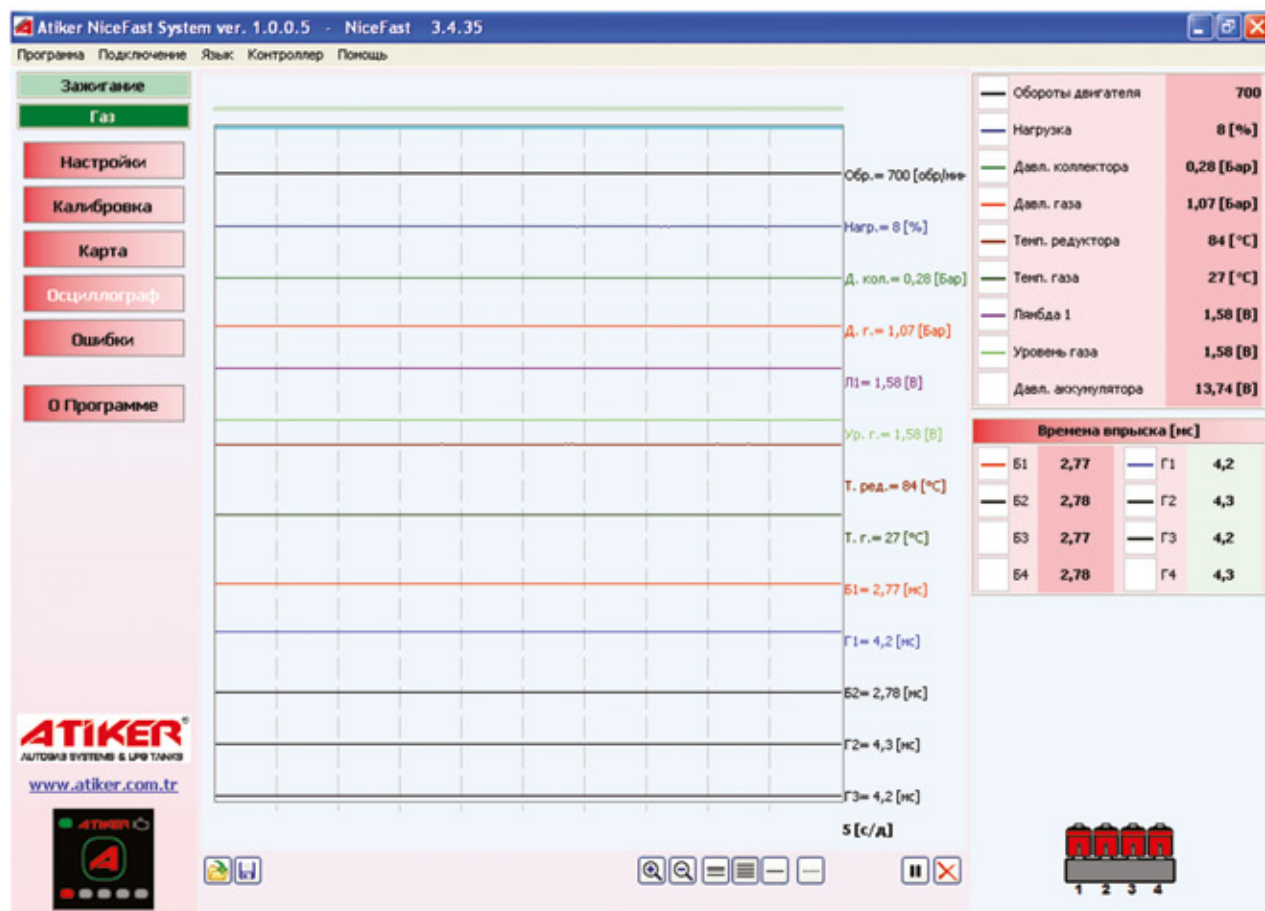 Atiker NiceFast System ver. 1.0.0.5 - NiceFast 3.4.35
Программа Подключение Язык Контроллер Помощь
Зажигание
Газ
Настройки
Калибровка
Карта
Осциллограф
Ошибки
О Программе
ATİKER®
AUTOGAS SYSTEMS & LPG TANKS
www.atiker.com.tr
ATIKER
Обр.= 700 [обр/мин
Нагр.= 8 [%]
Д. кол.= 0,28 [Бар]
Д. г.= 1,07 [Бар]
Л1= 1,58 [В]
Ур. г.= 1,58 [В]
Т. ред.= 84 [°C]
Т. г.= 27 [°C]
Б1= 2,77 [мс]
Г1= 4,2 [мс]
Б2= 2,78 [мс]
Г2= 4,3 [мс]
Г3= 4,2 [мс]
5 [с/д]
Обороты двигателя 700
Нагрузка 8 [%]
Давл. коллектора 0,28 [Бар]
Давл. газа 1,07 [Бар]
Темп. редуктора 84 [°C]
Темп. газа 27 [°C]
Лямбда 1 1,58 [В]
Уровень газа 1,58 [В]
Давл. аккумулятора 13,74 [В]
Времена впрыска [мс]
Б1 2,77 Г1 4,2
Б2 2,78 Г2 4,3
Б3 2,77 Г3 4,2
Б4 2,78 Г4 4,3
1 2 3 4